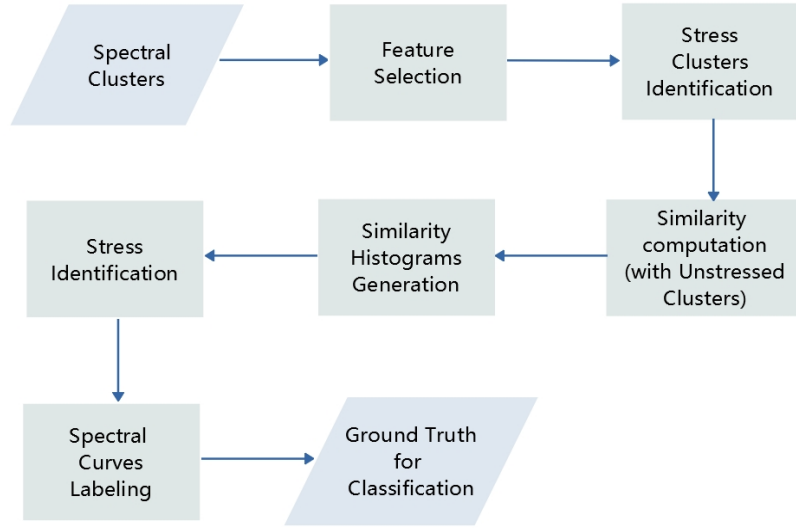 Spectral
Clusters
Feature
Selection
Stress
Clusters
Identification
Similarity
computation
(with Unstressed
Clusters)
Similarity
Histograms
Generation
Stress
Identification
Spectral
Curves
Labeling
Ground Truth
for
Classification